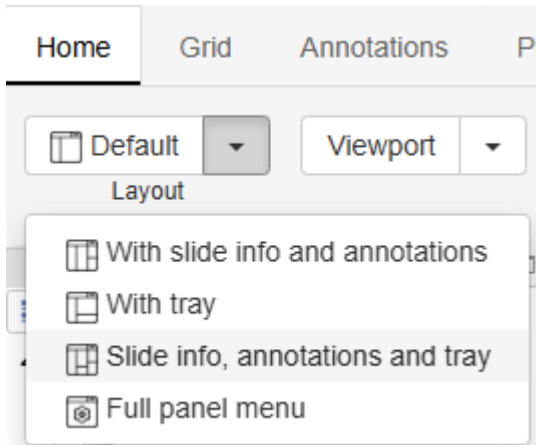 Home Grid Annotations P
Default Viewport
Layout
With slide info and annotations
With tray
Slide info, annotations and tray
Full panel menu